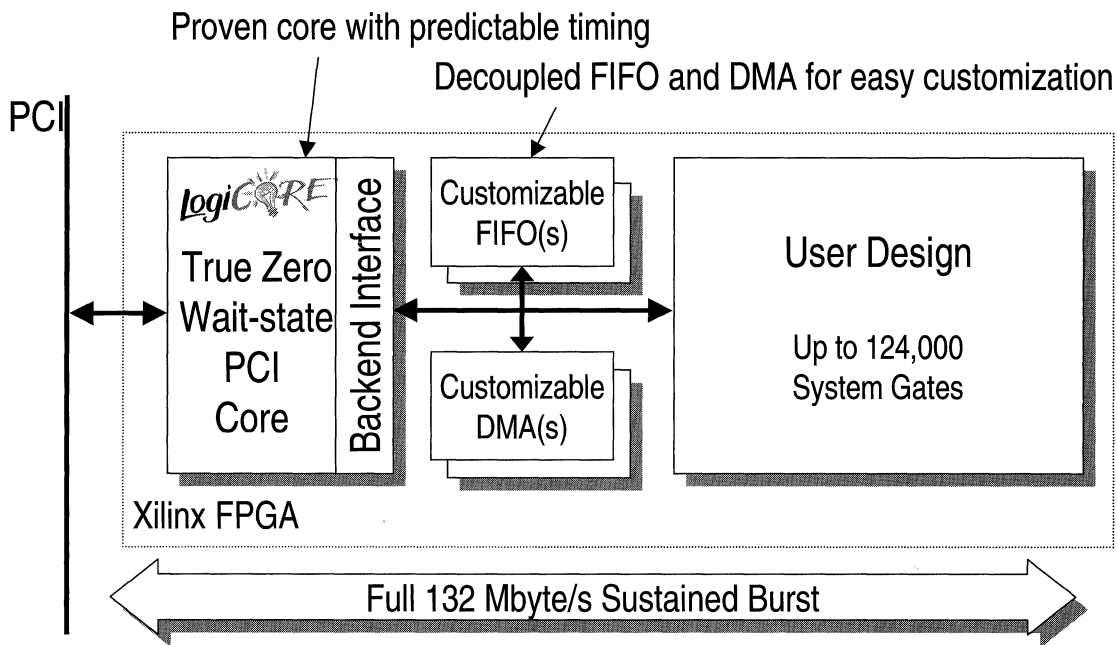 Proven core with predictable timing
Decoupled FIFO and DMA for easy customization
PCI
LogiCORE
True Zero
Wait-state
PCI
Core
Backend Interface
Customizable
FIFO(s)
Customizable
DMA(s)
User Design
Up to 124,000
System Gates
Xilinx FPGA
Full 132 Mbyte/s Sustained Burst